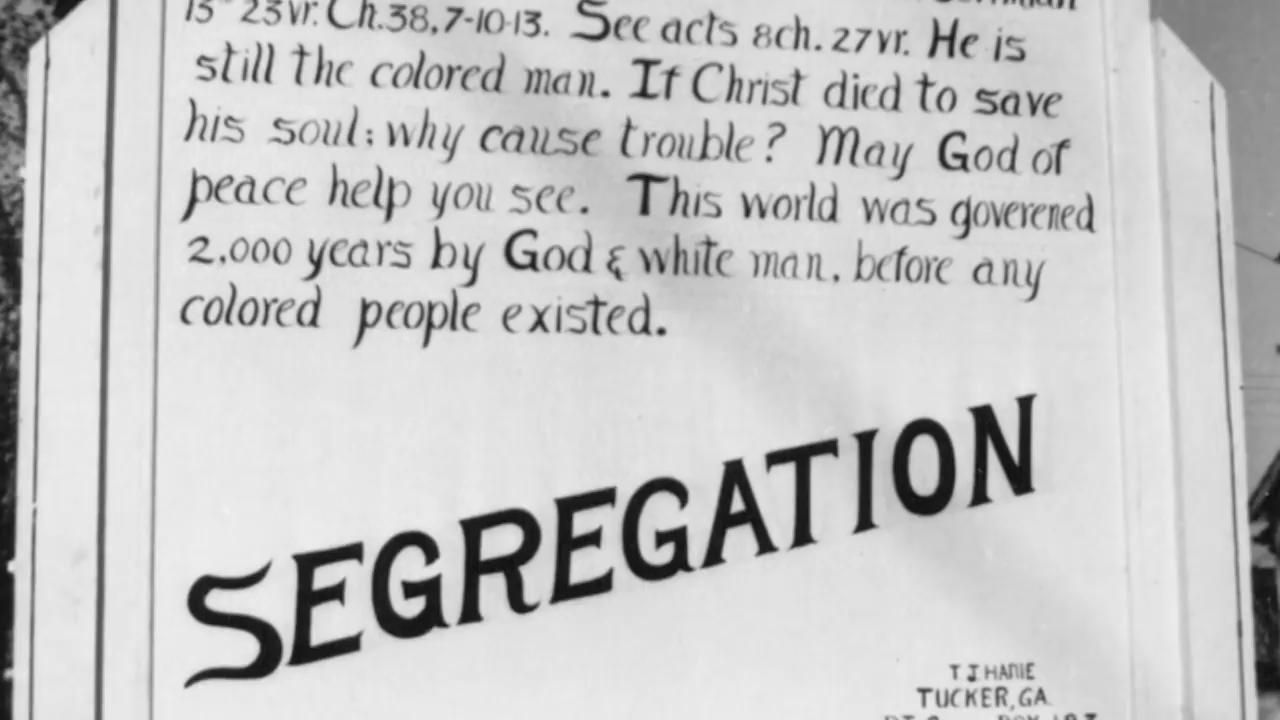 15 23vr. Ch.38,7-10-13. See acts 8ch. 27vr. He is
still the colored man. If Christ died to save
his soul: why cause trouble? May God of
peace help you see. This world was goverened
2,000 years by God & white man, before any
colored people existed.
SEGREGATION
T J HANIE
TUCKER, GA.